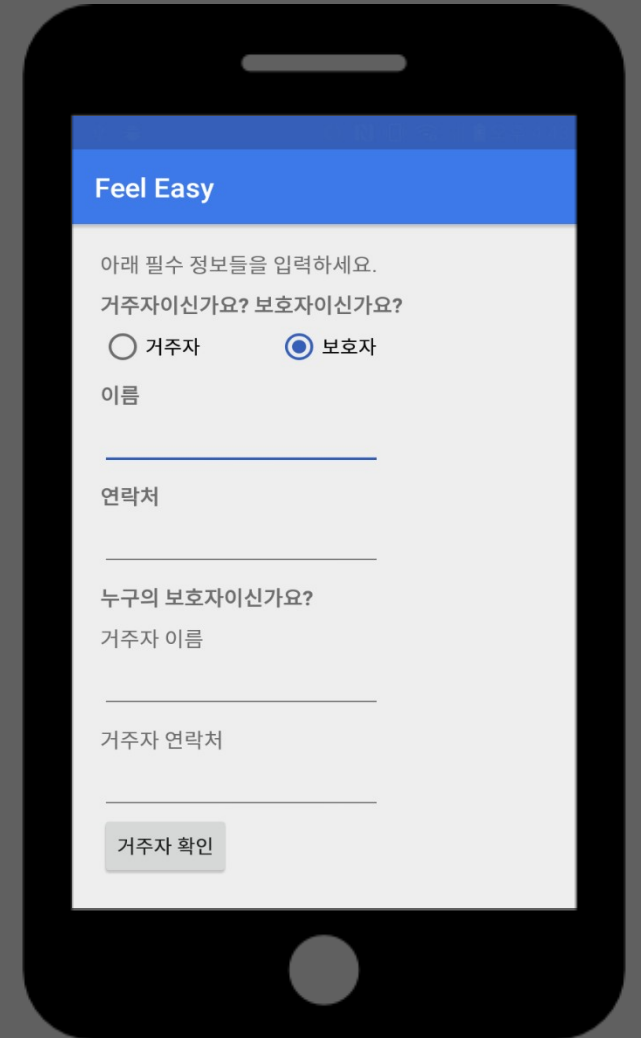 Feel Easy
아래 필수 정보들을 입력하세요.
거주자이신가요? 보호자이신가요?
거주자 보호자
이름
연락처
누구의 보호자이신가요?
거주자 이름
거주자 연락처
거주자 확인